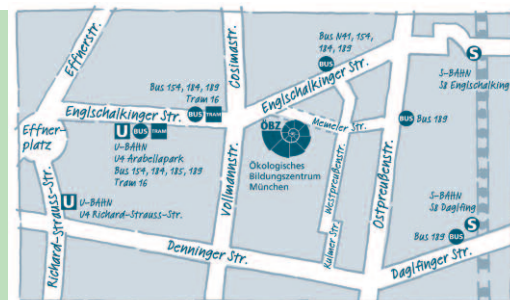 Effnerstr.
Cosimastr.
Bus N41, 154,
184, 189
BUS
S
S-BAHN
S8 Englschalking
Bus 154, 184, 189
Tram 16
Englschalkinger Str.
BUS TRAM
Englschalkinger Str.
Effner-
platz
U BUS TRAM
U-BAHN
U4 Arabellapark
Bus 154, 184, 185, 189
Tram 16
ÖBZ
Ökologisches
Bildungszentrum
München
Memeler Str.
BUS Bus 189
Vollmannstr.
Westpreußenstr.
Ostpreußenstr.
Richard-Strauss-Str.
U U-BAHN
U4 Richard-Strauss-Str.
S-BAHN
S8 Daglfing
S
Bus 189 BUS
Kulmer Str.
Denninger Str.
Daglfinger Str.